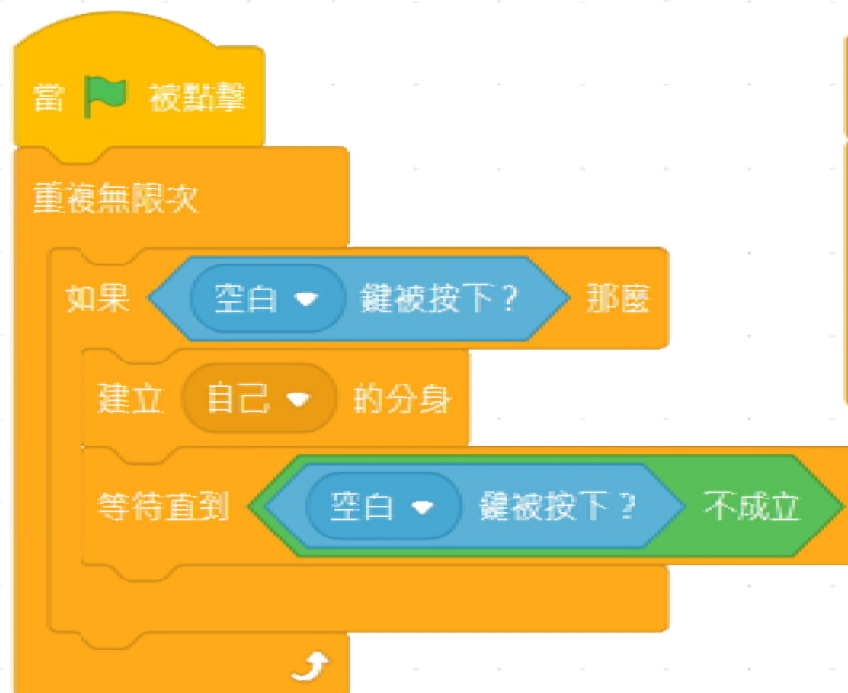 當 被點擊
重複無限次
如果 空白 鍵被按下? 那麼
建立 自己 的分身
等待直到 空白 鍵被按下? 不成立